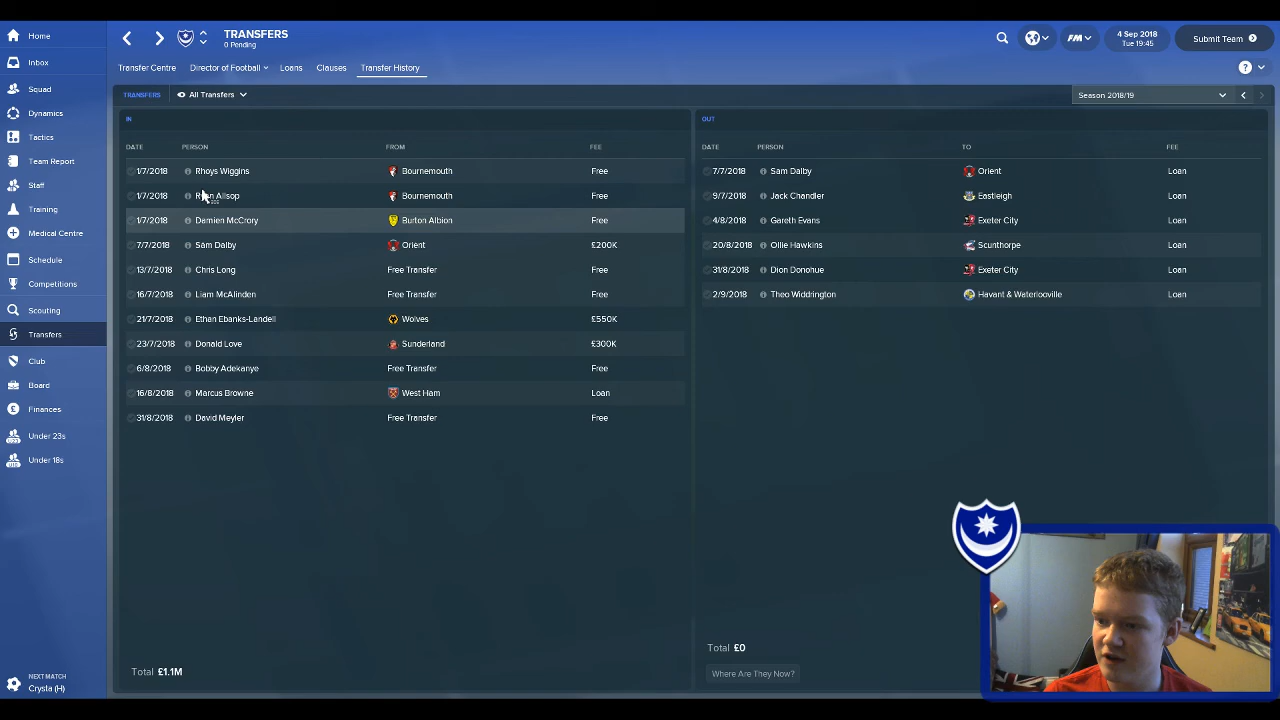 Home
Inbox
Squad
Dynamics
Tactics
Team Report
Staff
Training
Medical Centre
Schedule
Competitions
Scouting
Transfers
Club
Board
Finances
Under 23s
Under 18s
NEXT MATCH
Crysta (H)
TRANSFERS
0 Pending
FM
4 Sep 2018
Tue 19:45
Submit Team
Transfer Centre Director of Football Loans Clauses Transfer History
TRANSFERS All Transfers Season 2018/19
IN
DATE PERSON FROM FEE
1/7/2018 Rhoys Wiggins Bournemouth Free
1/7/2018 Allsop Bournemouth Free
1/7/2018 Damien McCrory Burton Albion Free
7/7/2018 Sam Dalby Orient £200K
13/7/2018 Chris Long Free Transfer Free
16/7/2018 Liam McAlinden Free Transfer Free
21/7/2018 Ethan Ebanks-Landell Wolves £550K
23/7/2018 Donald Love Sunderland £300K
6/8/2018 Bobby Adekanye Free Transfer Free
16/8/2018 Marcus Browne West Ham Loan
31/8/2018 David Meyler Free Transfer Free
Total £1.1M
OUT
DATE PERSON TO FEE
7/7/2018 Sam Dalby Orient Loan
9/7/2018 Jack Chandler Eastleigh Loan
4/8/2018 Gareth Evans Exeter City Loan
20/8/2018 Ollie Hawkins Scunthorpe Loan
31/8/2018 Dion Donohue Exeter City Loan
2/9/2018 Theo Widdrington Havant & Waterlooville Loan
Total £0
Where Are They Now?